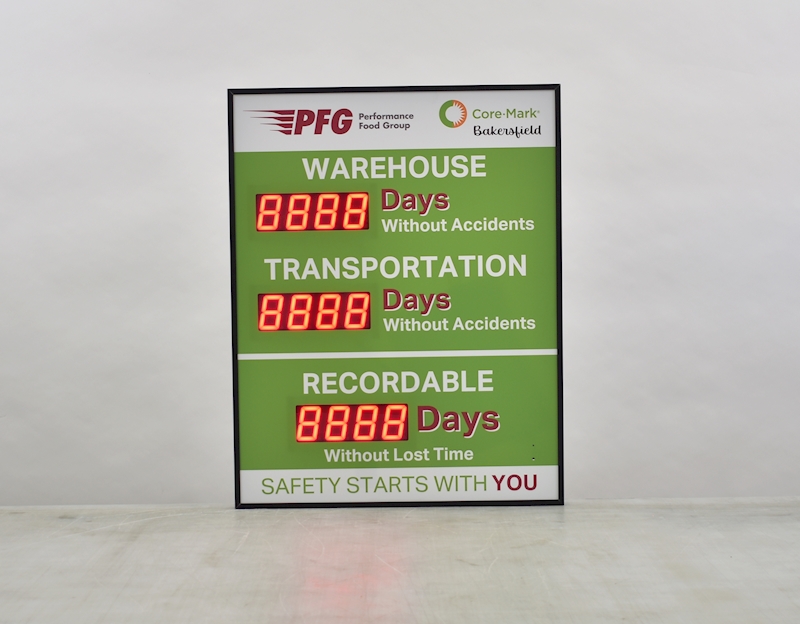 PFG Performance Food Group
Core-Mark®
Bakersfield
WAREHOUSE
8888 Days
Without Accidents
TRANSPORTATION
8888 Days
Without Accidents
RECORDABLE
8888 Days
Without Lost Time
SAFETY STARTS WITH YOU